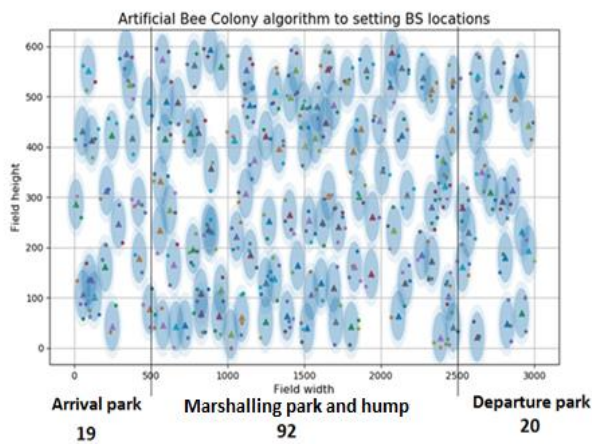 Artificial Bee Colony algorithm to setting BS locations
600
500
400
300
200
100
0
Field height
0 500 1000 1500 2000 2500 3000
Field width
Arrival park Marshalling park and hump Departure park
19 92 20